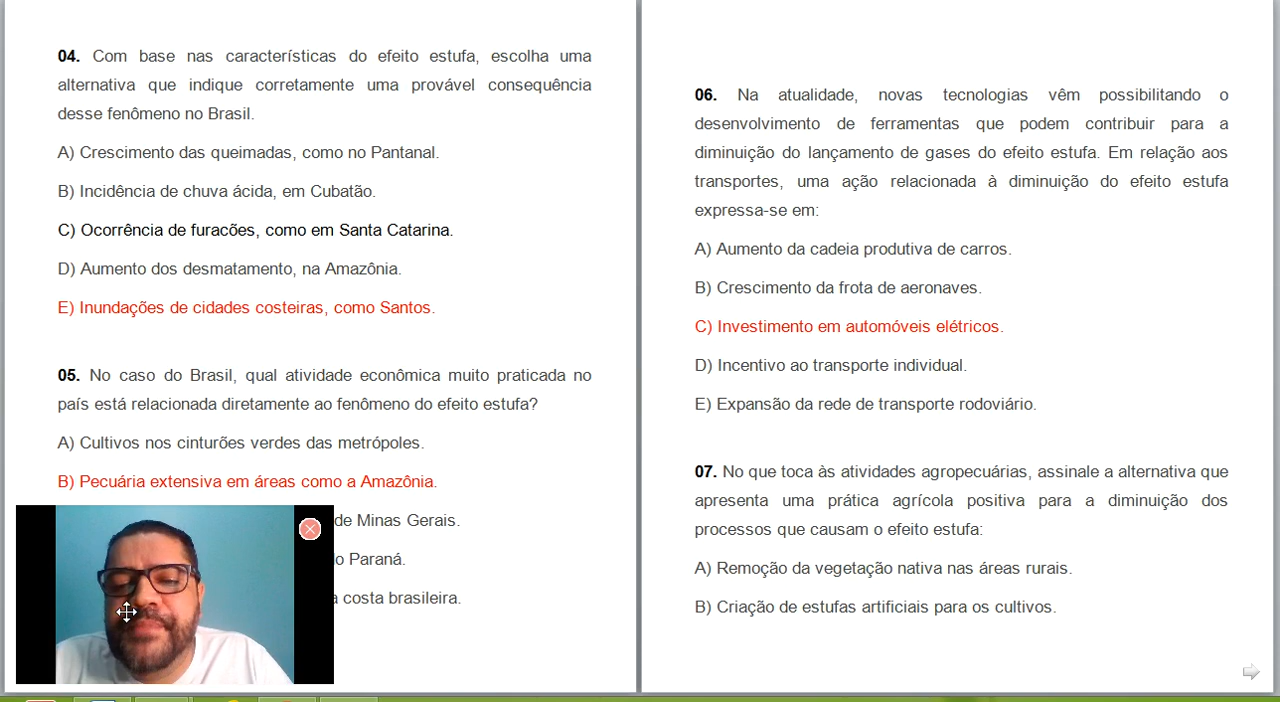 04. Com base nas características do efeito estufa, escolha uma
alternativa que indique corretamente uma provável consequência
desse fenômeno no Brasil.
A) Crescimento das queimadas, como no Pantanal.
B) Incidência de chuva ácida, em Cubatão.
C) Ocorrência de furacões, como em Santa Catarina.
D) Aumento dos desmatamento, na Amazônia.
E) Inundações de cidades costeiras, como Santos.
05. No caso do Brasil, qual atividade econômica muito praticada no
país está relacionada diretamente ao fenômeno do efeito estufa?
A) Cultivos nos cinturões verdes das metrópoles.
B) Pecuária extensiva em áreas como a Amazônia.
de Minas Gerais.
Paraná.
costa brasileira.
06. Na atualidade, novas tecnologias vêm possibilitando o
desenvolvimento de ferramentas que podem contribuir para a
diminuição do lançamento de gases do efeito estufa. Em relação aos
transportes, uma ação relacionada à diminuição do efeito estufa
expressa-se em:
A) Aumento da cadeia produtiva de carros.
B) Crescimento da frota de aeronaves.
C) Investimento em automóveis elétricos.
D) Incentivo ao transporte individual.
E) Expansão da rede de transporte rodoviário.
07. No que toca às atividades agropecuárias, assinale a alternativa que
apresenta uma prática agrícola positiva para a diminuição dos
processos que causam o efeito estufa:
A) Remoção da vegetação nativa nas áreas rurais.
B) Criação de estufas artificiais para os cultivos.